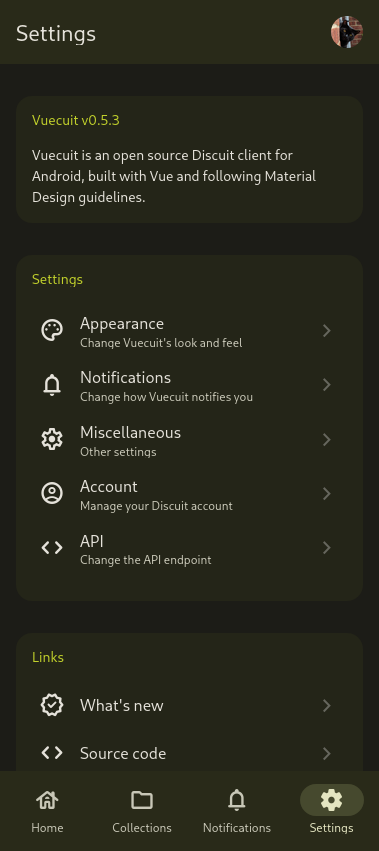 Settings
Vuecuit v0.5.3
Vuecuit is an open source Discuit client for
Android, built with Vue and following Material
Design guidelines.
Settings
Appearance
Change Vuecuit's look and feel
Notifications
Change how Vuecuit notifies you
Miscellaneous
Other settings
Account
Manage your Discuit account
API
Change the API endpoint
Links
What's new
Source code
Home
Collections
Notifications
Settings